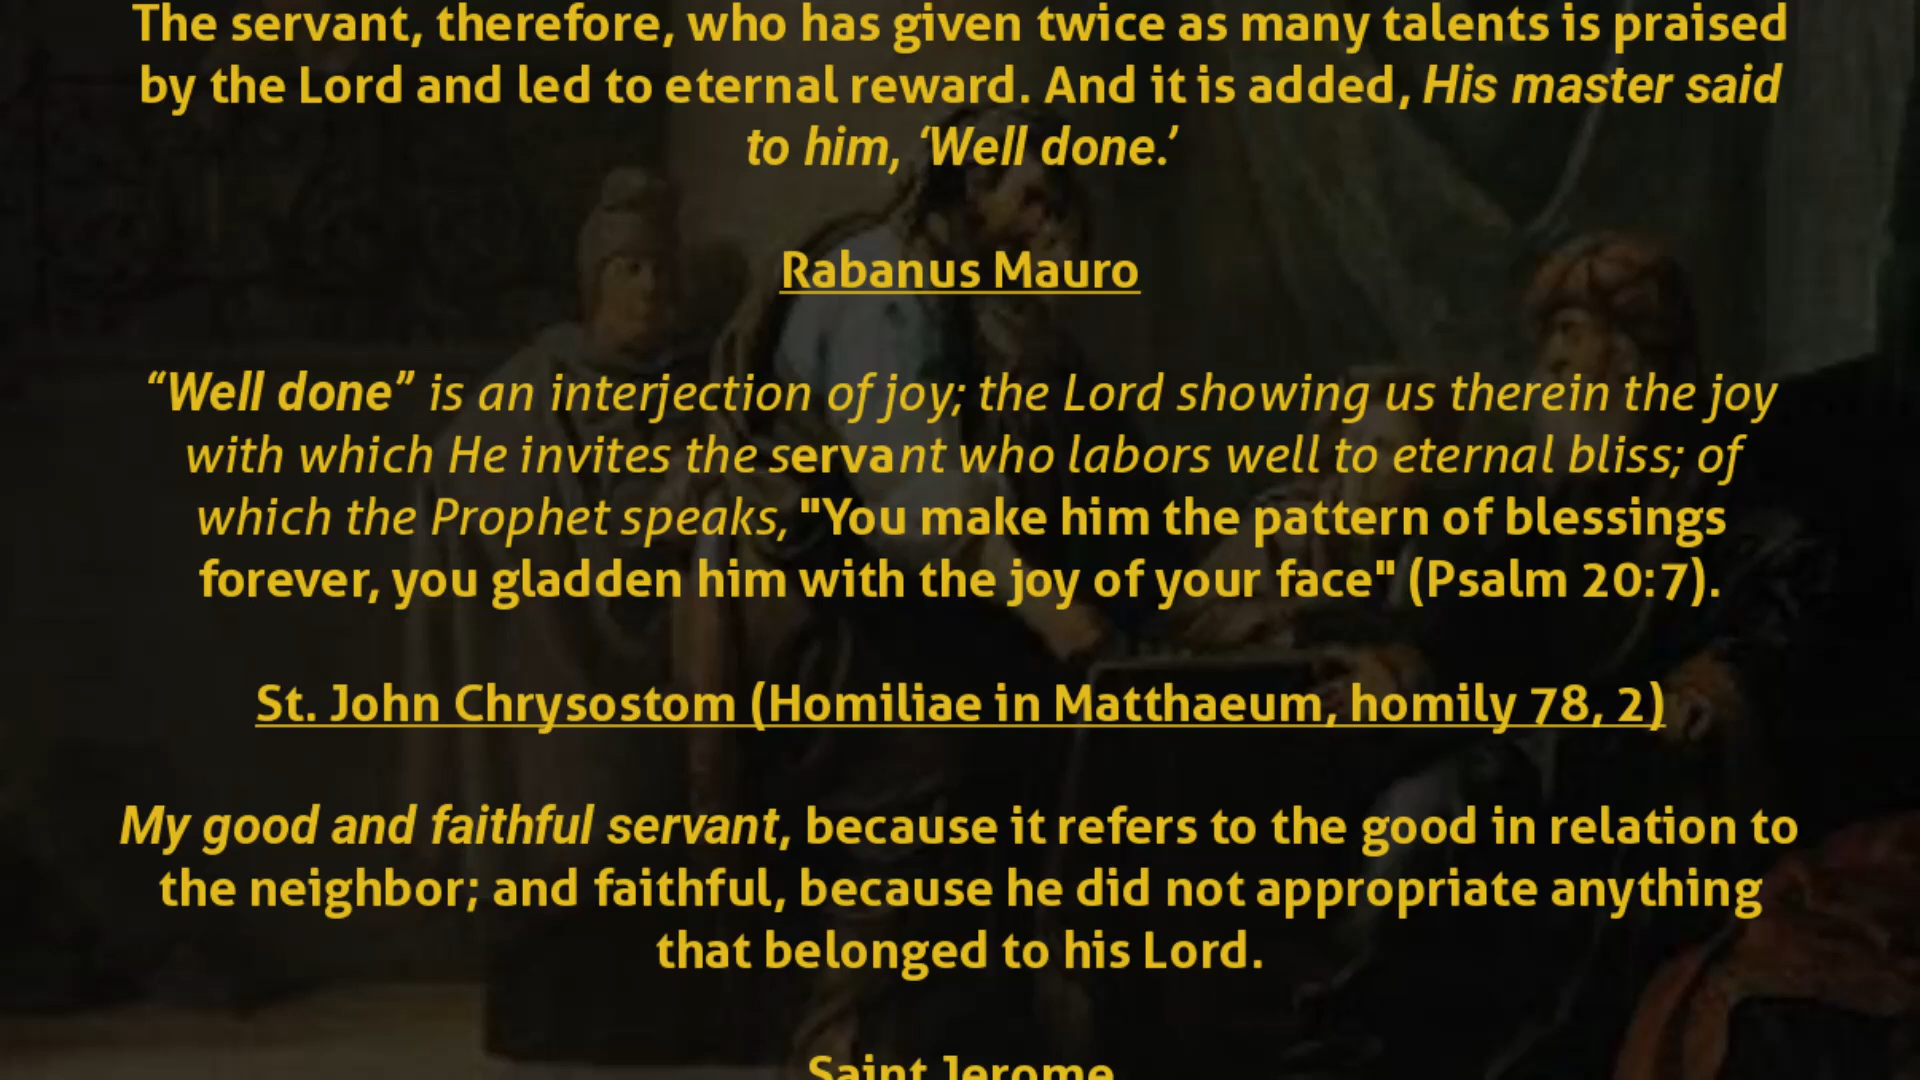 The servant, therefore, who has given twice as many talents is praised
by the Lord and led to eternal reward. And it is added, His master said
to him, ‘Well done.’
Rabanus Mauro
“Well done” is an interjection of joy; the Lord showing us therein the joy
with which He invites the servant who labors well to eternal bliss; of
which the Prophet speaks, "You make him the pattern of blessings
forever, you gladden him with the joy of your face" (Psalm 20:7).
St. John Chrysostom (Homiliae in Matthaeum, homily 78, 2)
My good and faithful servant, because it refers to the good in relation to
the neighbor; and faithful, because he did not appropriate anything
that belonged to his Lord.
Saint Jerome